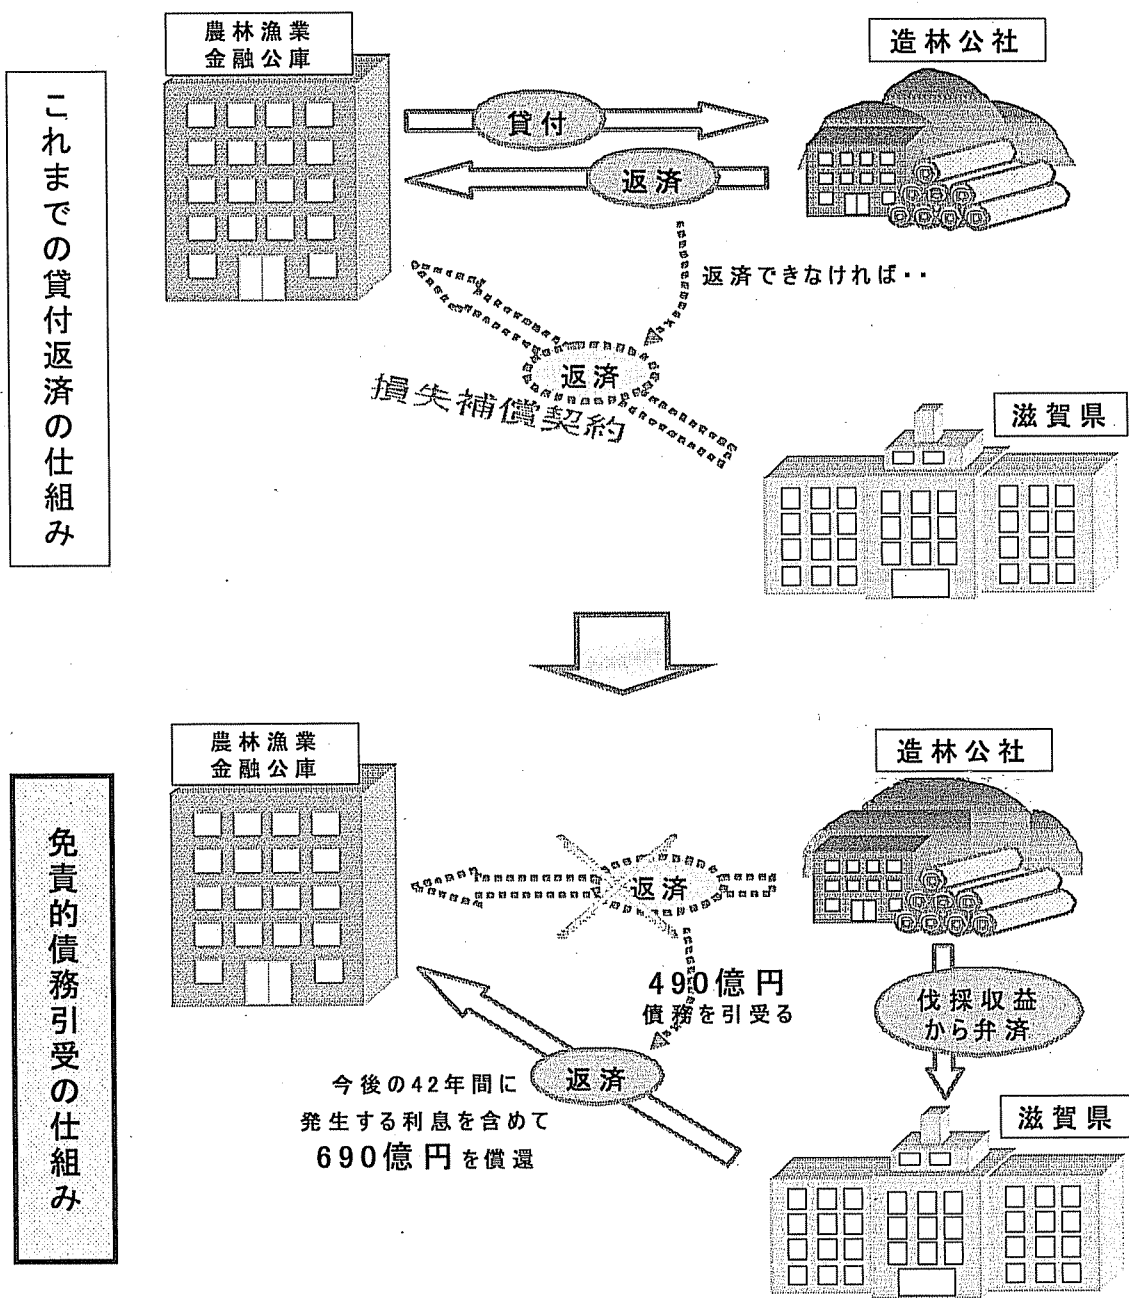 これまでの貸付返済の仕組み
農林漁業
金融公庫
造林公社
貸付
返済
返済できなければ・・
返済
損失補償契約
滋賀県
免責的債務引受の仕組み
農林漁業
金融公庫
造林公社
返済
490億円
債務を引受る
伐採収益
から弁済
返済
今後の42年間に
発生する利息を含めて
690億円を償還
滋賀県